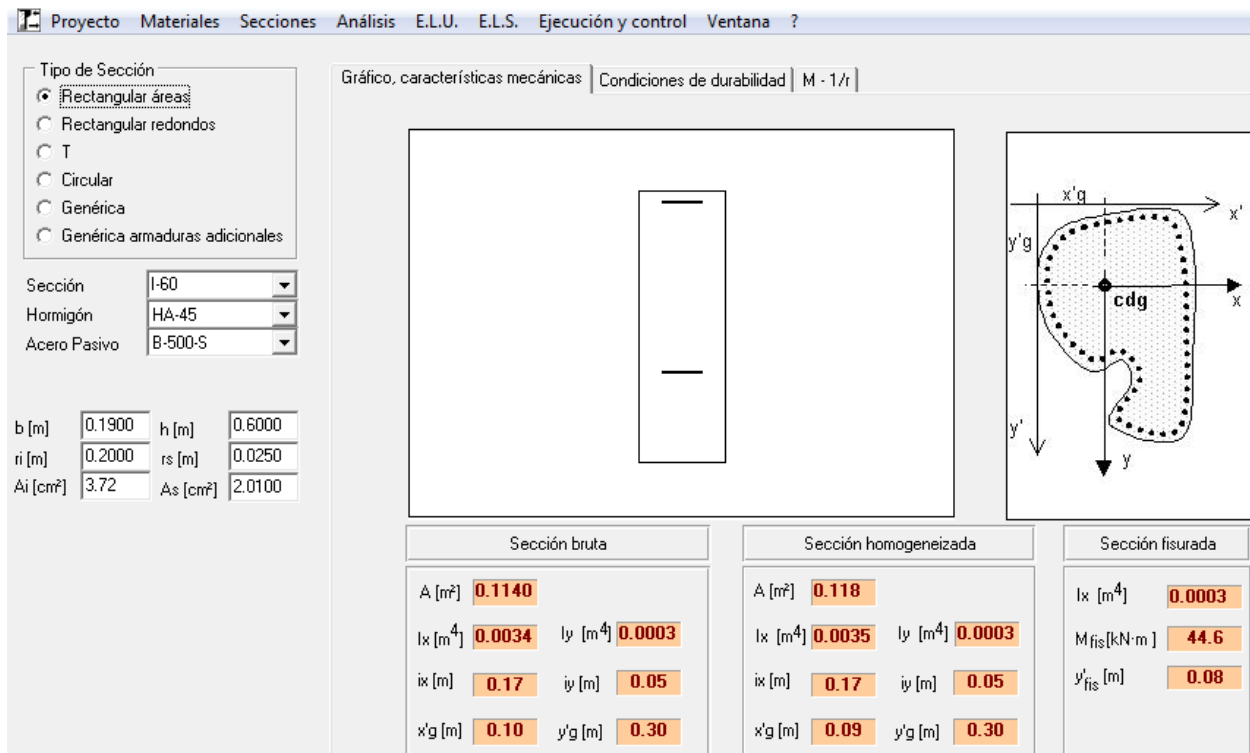 Proyecto Materiales Secciones Análisis E.L.U. E.L.S. Ejecución y control Ventana ?
Tipo de Sección
Rectangular áreas
Rectangular redondos
T
Circular
Genérica
Genérica armaduras adicionales
Sección I-60
Hormigón HA-45
Acero Pasivo B-500-S
b [m] 0.1900 h [m] 0.6000
ri [m] 0.2000 rs [m] 0.0250
Ai [cm²] 3.72 As [cm²] 2.0100
Gráfico, características mecánicas Condiciones de durabilidad M - 1/r
x'g
x'
y'g
cdg
x
y'
y
Sección bruta
A [m²] 0.1140
Ix [m4] 0.0034 Iy [m4] 0.0003
ix [m] 0.17 iy [m] 0.05
x'g [m] 0.10 y'g [m] 0.30
Sección homogeneizada
A [m²] 0.118
Ix [m4] 0.0035 Iy [m4] 0.0003
ix [m] 0.17 iy [m] 0.05
x'g [m] 0.09 y'g [m] 0.30
Sección fisurada
Ix [m4] 0.0003
Mfis[kN·m ] 44.6
y'fis [m] 0.08